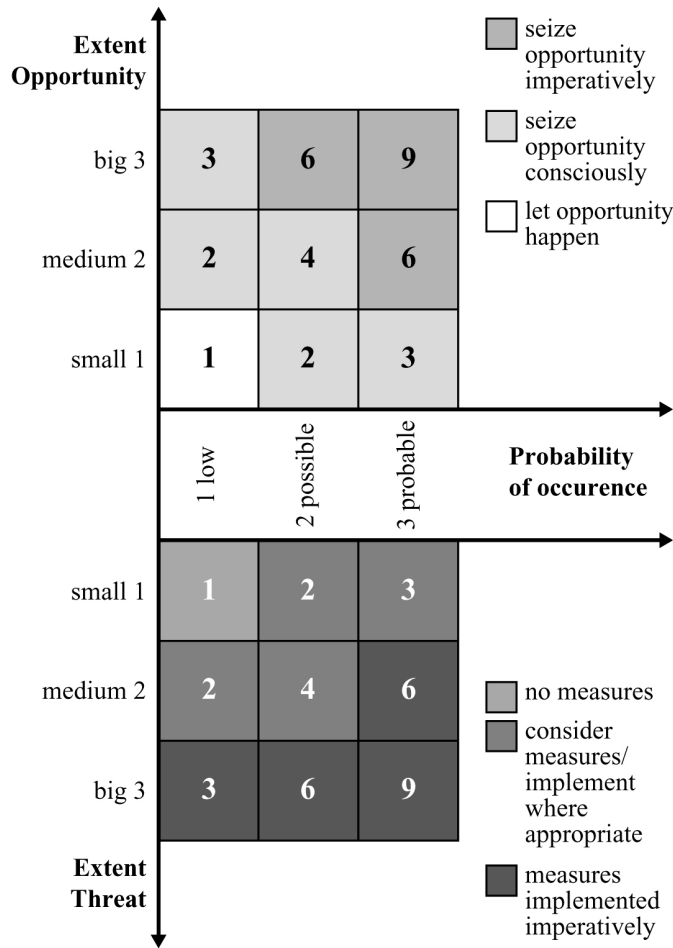 Extent
Opportunity
seize
opportunity
imperatively
big 3
3
6
9
seize
opportunity
consciously
medium 2
2
4
6
let opportunity
happen
small 1
1
2
3
1 low
2 possible
3 probable
Probability
of occurence
small 1
1
2
3
medium 2
2
4
6
no measures
consider
measures/
implement
where
appropriate
big 3
3
6
9
Extent
Threat
measures
implemented
imperatively